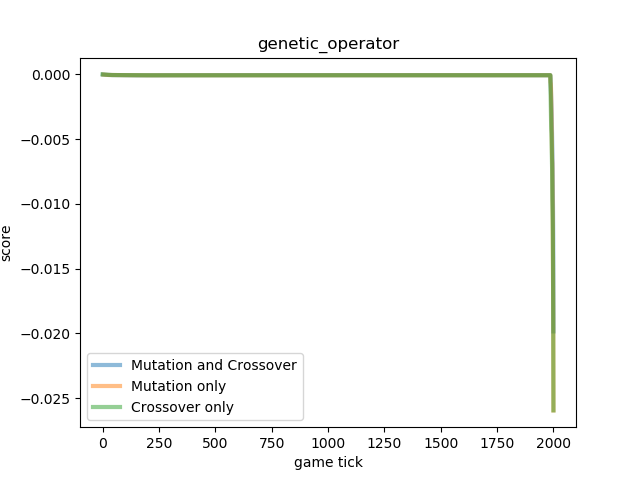 genetic_operator
0.000
−0.005
−0.010
−0.015
−0.020
−0.025
score
Mutation and Crossover
Mutation only
Crossover only
0 250 500 750 1000 1250 1500 1750 2000
game tick